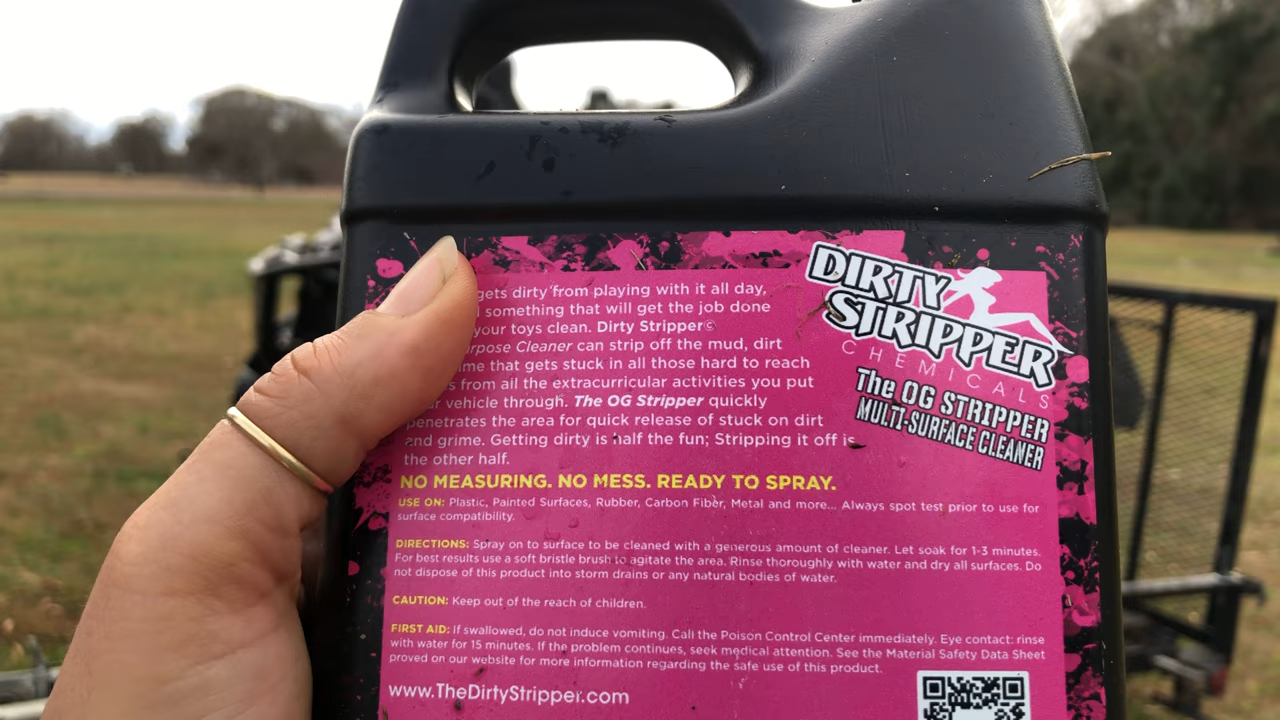 gets dirty from playing with it all day,
something that will get the job done
your toys clean. Dirty Stripper©
Cleaner can strip off the mud, dirt
that gets stuck in all those hard to reach
from all the extracurricular activities you put
vehicle through. The OG Stripper quickly
penetrates the area for quick release of stuck on dirt
and grime. Getting dirty is half the fun; Stripping it off is
the other half.
DIRTY
STRIPPER
CHEMICALS
The OG STRIPPER
MULTI-SURFACE CLEANER
NO MEASURING. NO MESS. READY TO SPRAY.
USE ON: Plastic, Painted Surfaces, Rubber, Carbon Fiber, Metal and more... Always spot test prior to use for
surface compatibility.
DIRECTIONS: Spray on to surface to be cleaned with a generous amount of cleaner. Let soak for 1-3 minutes.
For best results use a soft bristle brush to agitate the area. Rinse thoroughly with water and dry all surfaces. Do
not dispose of this product into storm drains or any natural bodies of water.
CAUTION: Keep out of the reach of children.
FIRST AID: If swallowed, do not induce vomiting. Call the Poison Control Center immediately. Eye contact: rinse
with water for 15 minutes. If the problem continues, seek medical attention. See the Material Safety Data Sheet
proved on our website for more information regarding the safe use of this product.
www.TheDirtyStripper.com